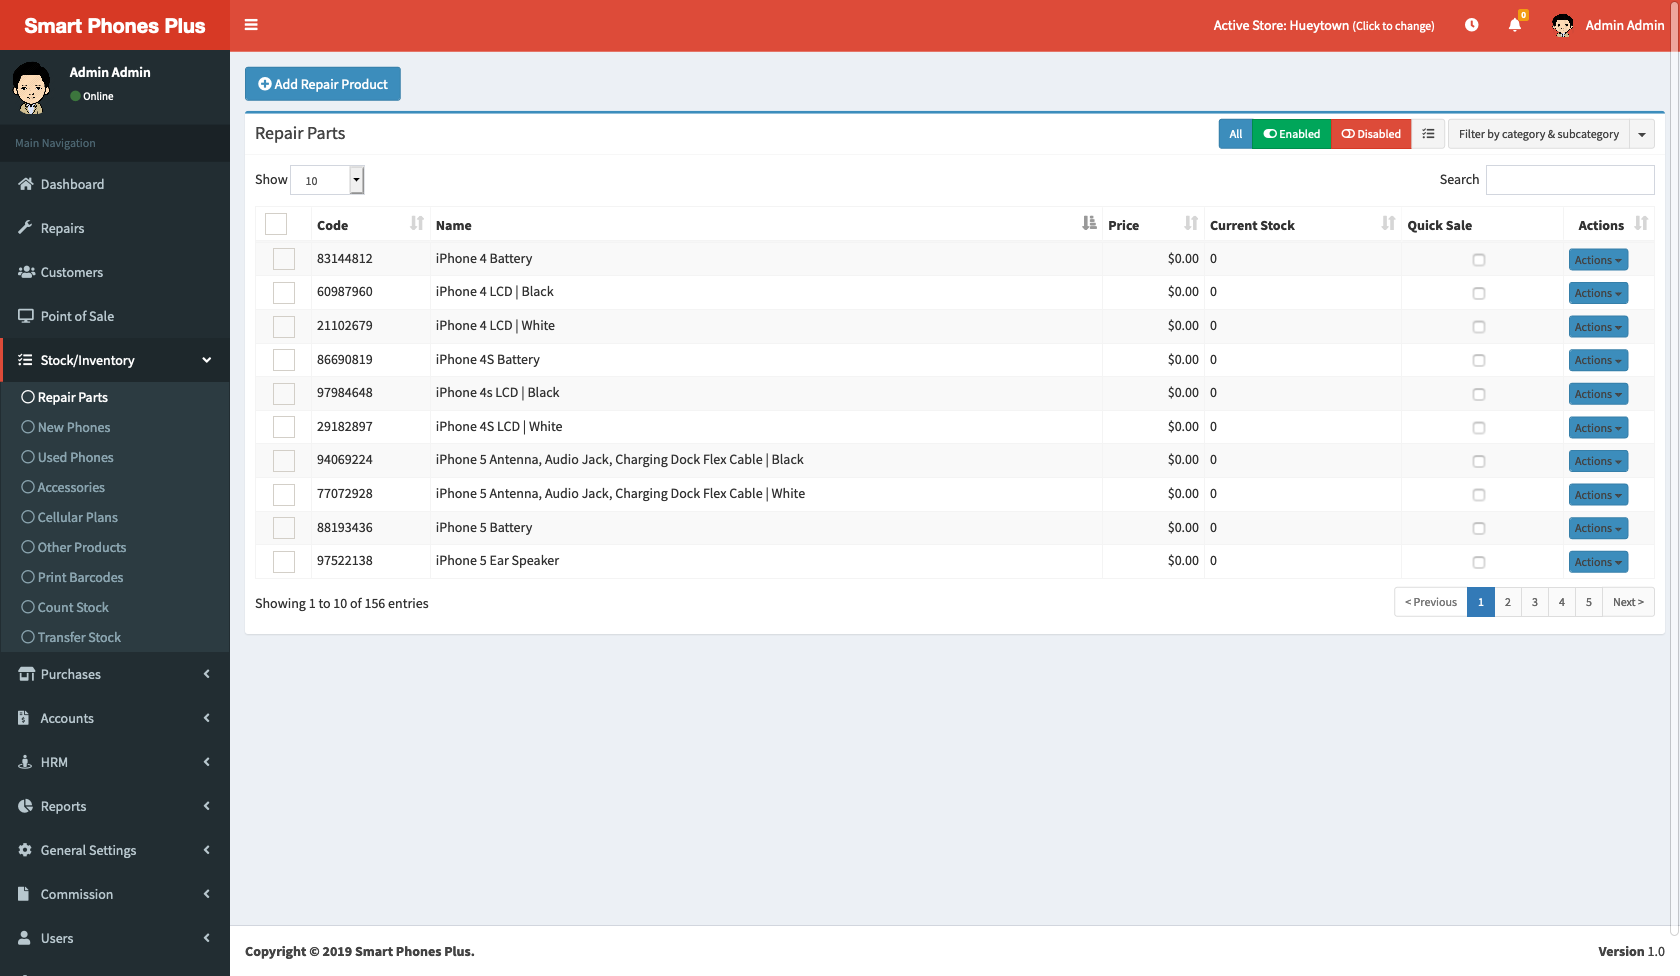 Smart Phones Plus
Active Store: Hueytown (Click to change)
0
Admin Admin
Admin Admin
Online
Main Navigation
Dashboard
Repairs
Customers
Point of Sale
Stock/Inventory
Repair Parts
New Phones
Used Phones
Accessories
Cellular Plans
Other Products
Print Barcodes
Count Stock
Transfer Stock
Purchases
Accounts
HRM
Reports
General Settings
Commission
Users
Add Repair Product
Repair Parts
All Enabled Disabled Filter by category & subcategory
Show 10 Search
Code Name Price Current Stock Quick Sale Actions
83144812 iPhone 4 Battery $0.00 0 Actions
60987960 iPhone 4 LCD | Black $0.00 0 Actions
21102679 iPhone 4 LCD | White $0.00 0 Actions
86690819 iPhone 4S Battery $0.00 0 Actions
97984648 iPhone 4s LCD | Black $0.00 0 Actions
29182897 iPhone 4S LCD | White $0.00 0 Actions
94069224 iPhone 5 Antenna, Audio Jack, Charging Dock Flex Cable | Black $0.00 0 Actions
77072928 iPhone 5 Antenna, Audio Jack, Charging Dock Flex Cable | White $0.00 0 Actions
88193436 iPhone 5 Battery $0.00 0 Actions
97522138 iPhone 5 Ear Speaker $0.00 0 Actions
Showing 1 to 10 of 156 entries
< Previous 1 2 3 4 5 Next >
Copyright © 2019 Smart Phones Plus.
Version 1.0